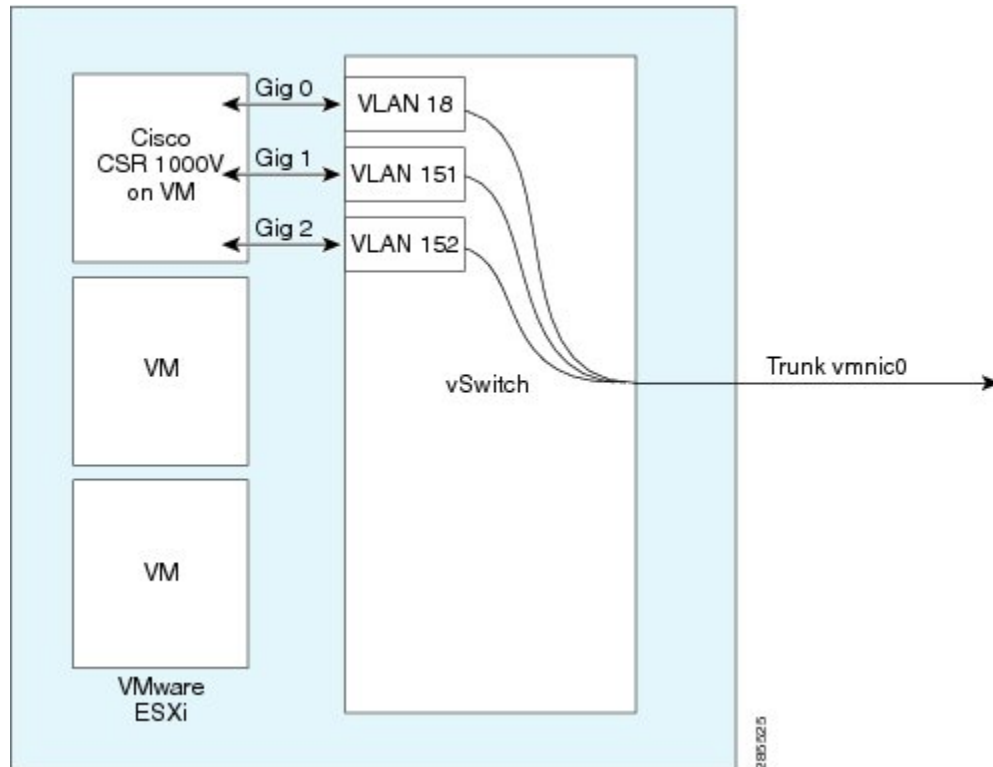 Gig 0
VLAN 18
Cisco
CSR 1000V
on VM
Gig 1
VLAN 151
Gig 2
VLAN 152
VM
vSwitch
Trunk vmnic0
VM
VMware
ESXi
285525